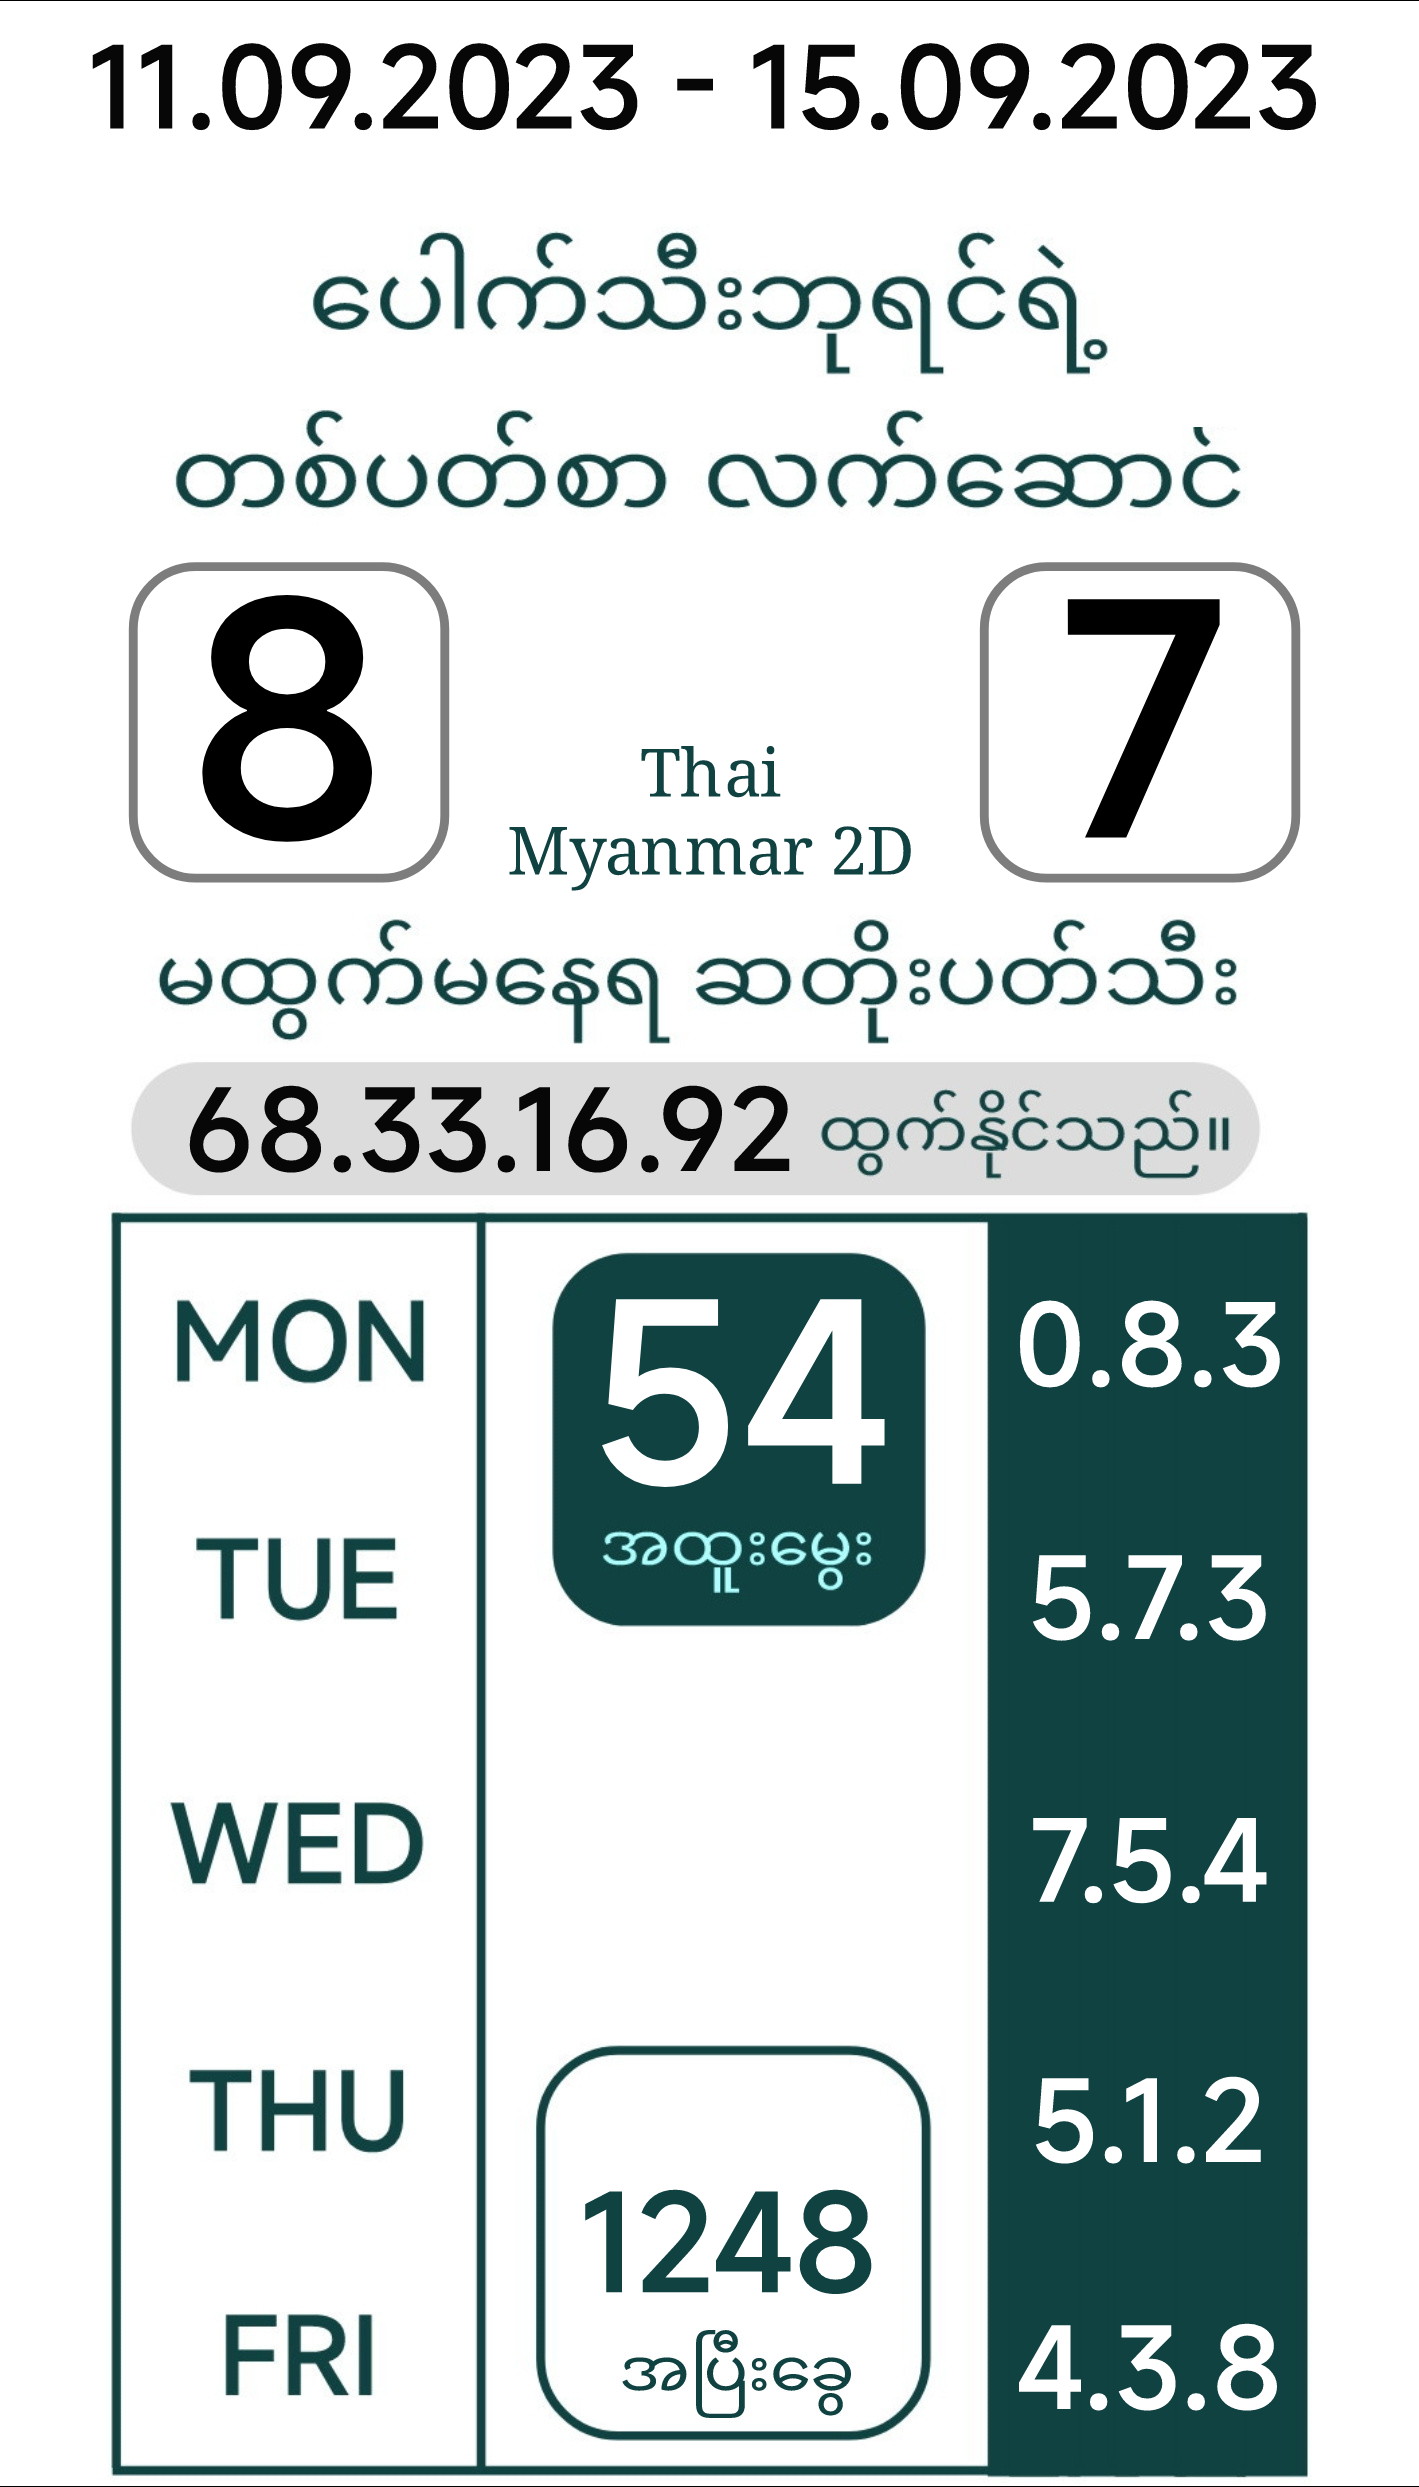 11.09.2023 - 15.09.2023
ပေါက်သီးဘုရင်ရဲ့
တစ်ပတ်စာ လက်ဆောင်
8 7
Thai
Myanmar 2D
မထွက်မနေရ ဆတိုးပတ်သီး
68.33.16.92 ထွက်နိုင်သည်။
MON 54 0.8.3
အထူးမွေး
TUE 5.7.3
WED 7.5.4
THU 5.1.2
1248
အပြီးခွေ
FRI 4.3.8